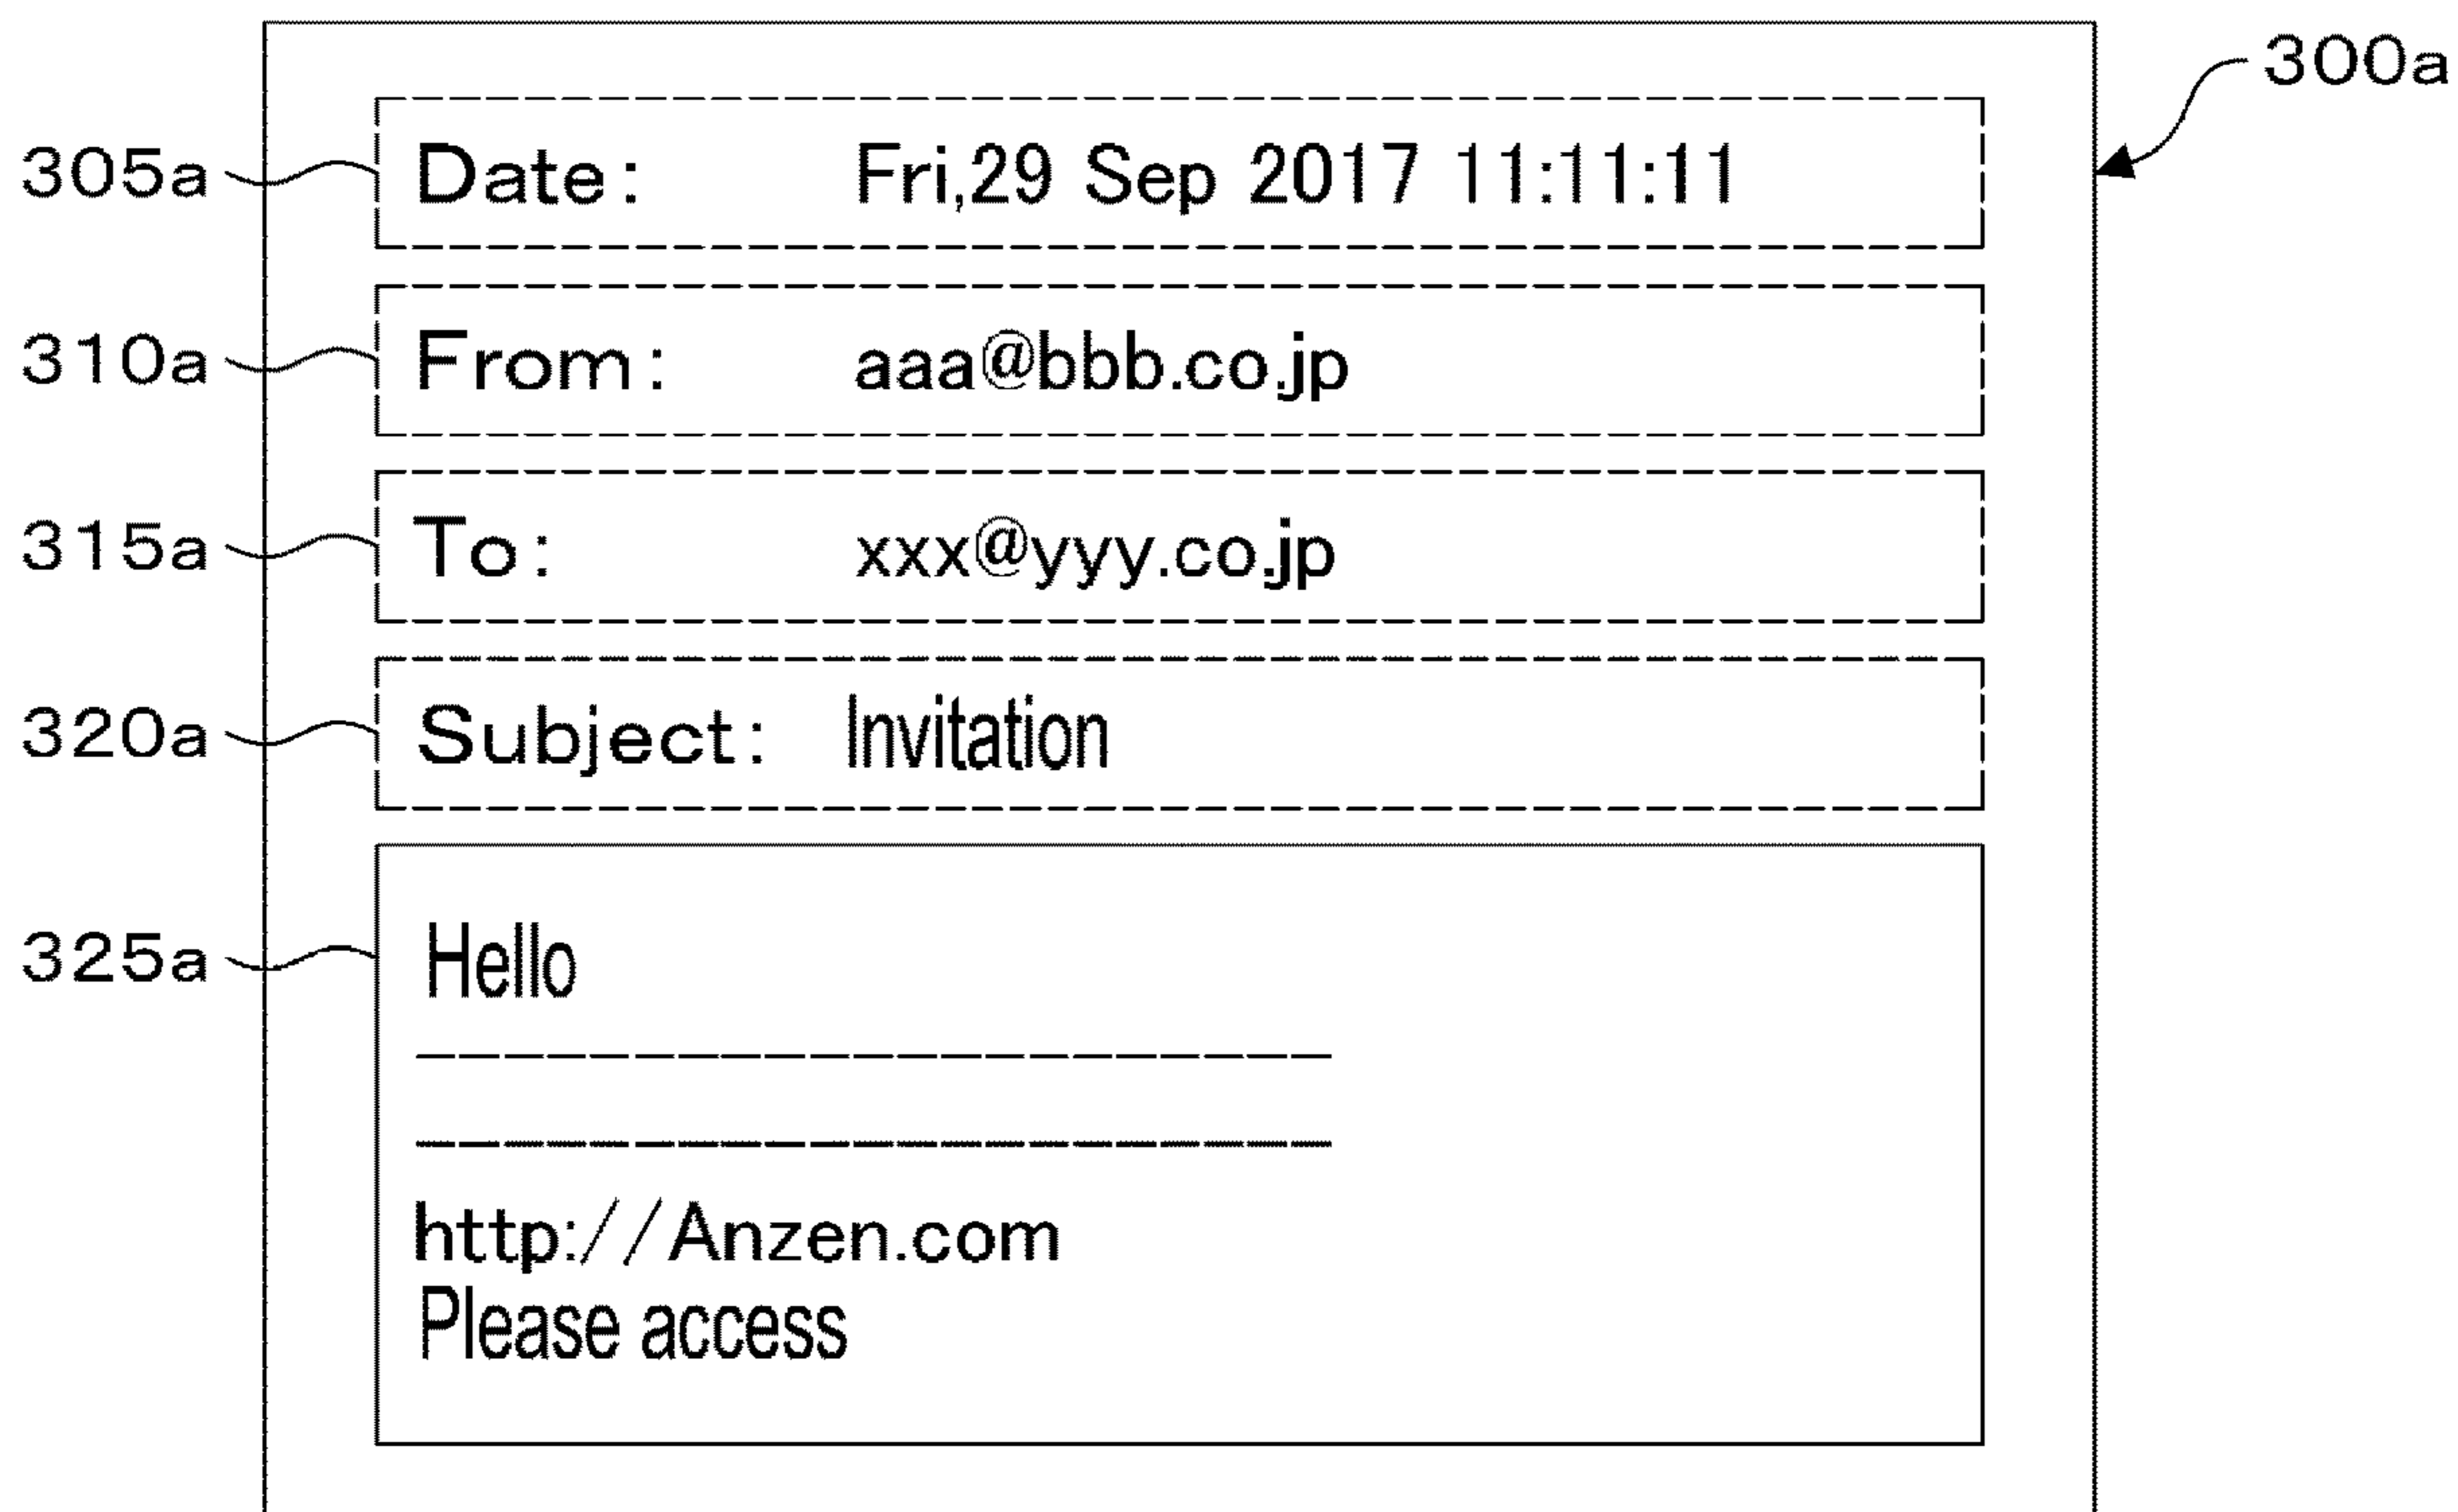 300a
305a Date: Fri,29 Sep 2017 11:11:11
310a From: aaa@bbb.co.jp
315a To: xxx@yyy.co.jp
320a Subject: Invitation
325a Hello
http://Anzen.com
Please access